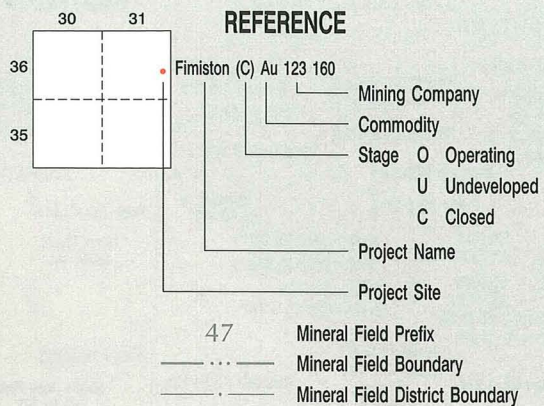 REFERENCE
30 31
36
35
Fimiston (C) Au 123 160
Mining Company
Commodity
Stage O Operating
U Undeveloped
C Closed
Project Name
Project Site
47 Mineral Field Prefix
Mineral Field Boundary
Mineral Field District Boundary